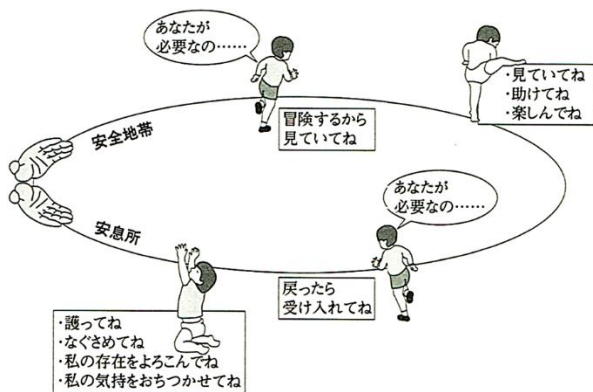 あなたが
必要なの……
・見ていてね
・助けてね
・楽しんでね
安全地帯
冒険するから
見ていてね
あなたが
必要なの……
安息所
戻ったら
受け入れてね
・護ってね
・なぐさめてね
・私の存在をよろこんでね
・私の気持をおちつかせてね